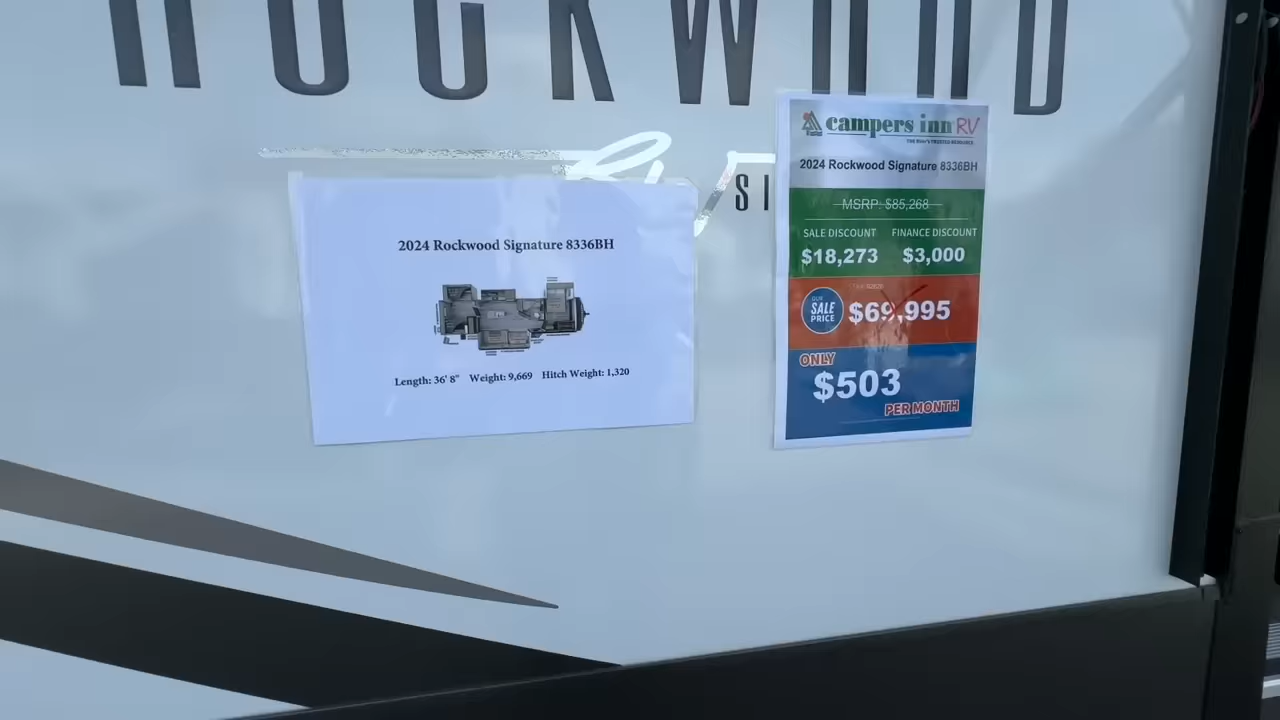 ROCKWOOD
SI
campers inn RV
2024 Rockwood Signature 8336BH
MSRP: $85,268
SALE DISCOUNT FINANCE DISCOUNT
$18,273 $3,000
OUR
SALE
PRICE
$69,995
ONLY
$503
PER MONTH
2024 Rockwood Signature 8336BH
Length: 36' 8" Weight: 9,669 Hitch Weight: 1,320